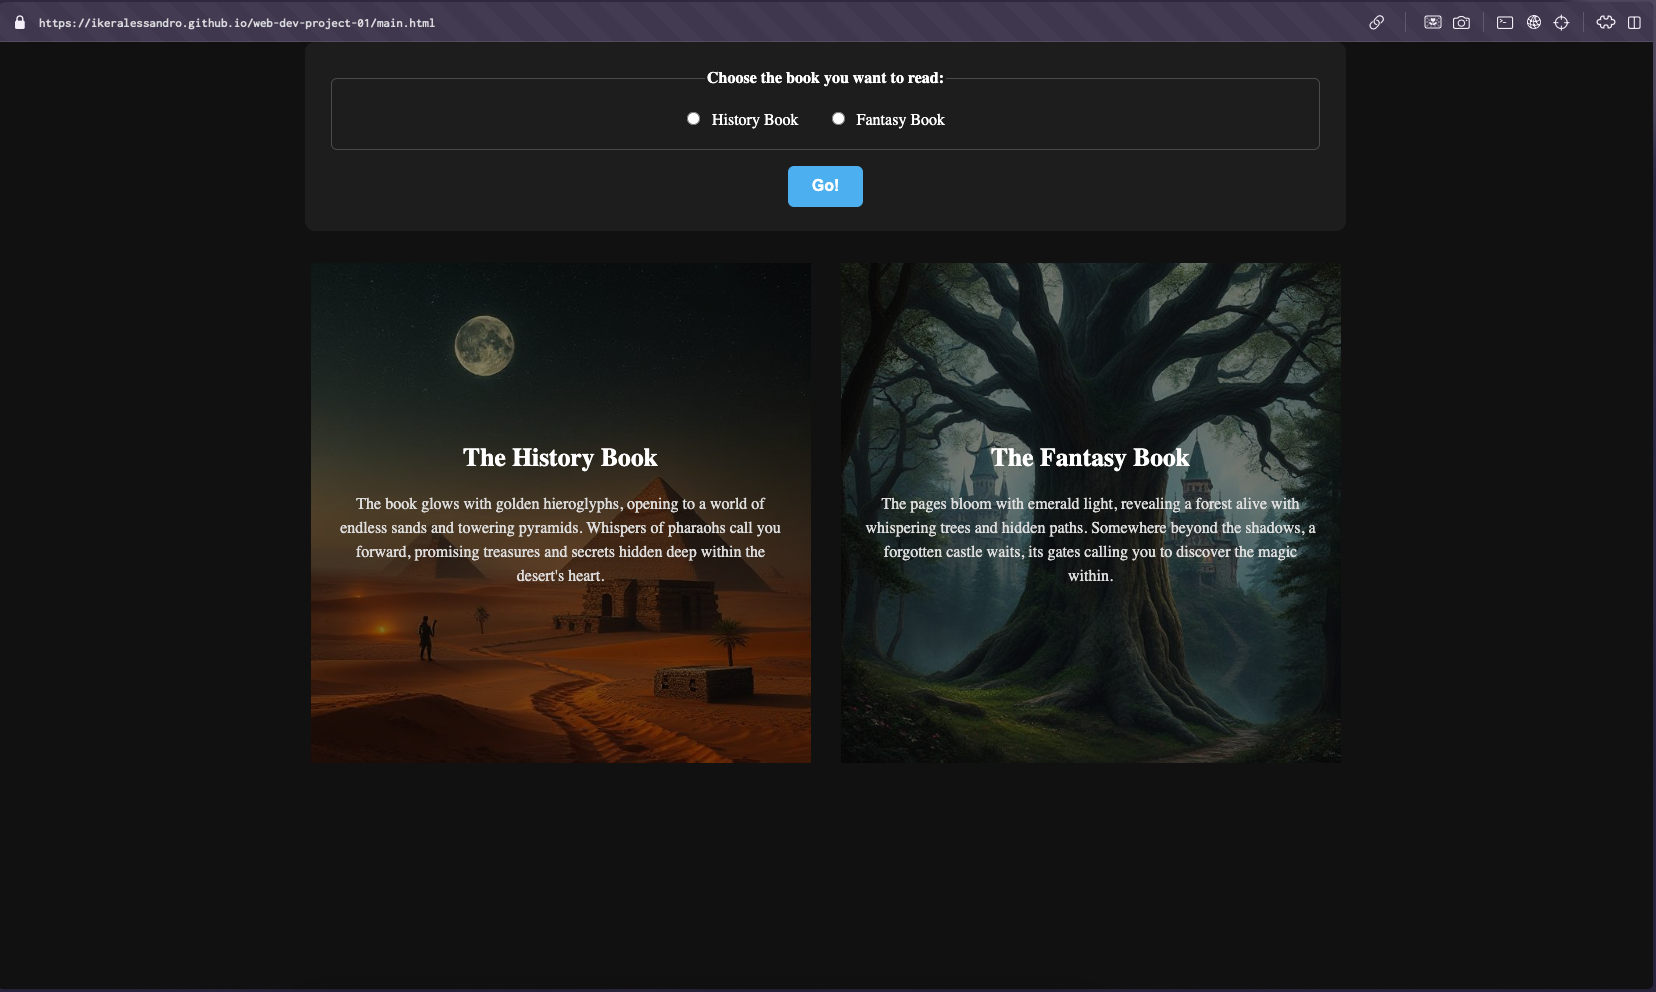 https://ikeralessandro.github.io/web-dev-project-01/main.html
Choose the book you want to read:
History Book
Fantasy Book
Go!
The History Book
The book glows with golden hieroglyphs, opening to a world of
endless sands and towering pyramids. Whispers of pharaohs call you
forward, promising treasures and secrets hidden deep within the
desert's heart.
The Fantasy Book
The pages bloom with emerald light, revealing a forest alive with
whispering trees and hidden paths. Somewhere beyond the shadows, a
forgotten castle waits, its gates calling you to discover the magic
within.